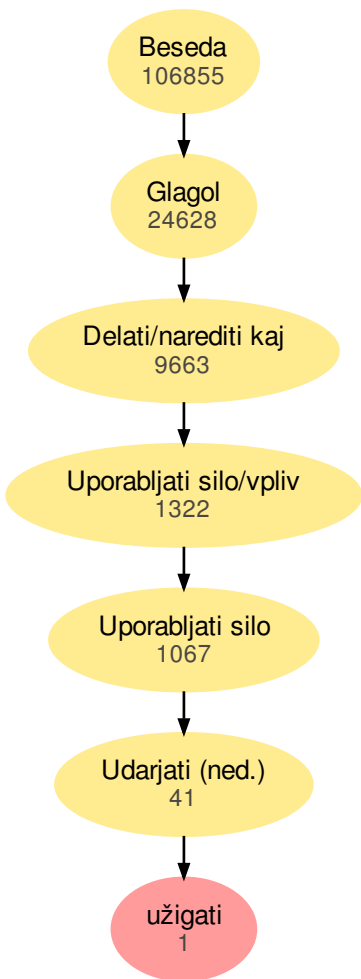 Beseda
106855
Glagol
24628
Delati/narediti kaj
9663
Uporabljati silo/vpliv
1322
Uporabljati silo
1067
Udarjati (ned.)
41
užigati
1